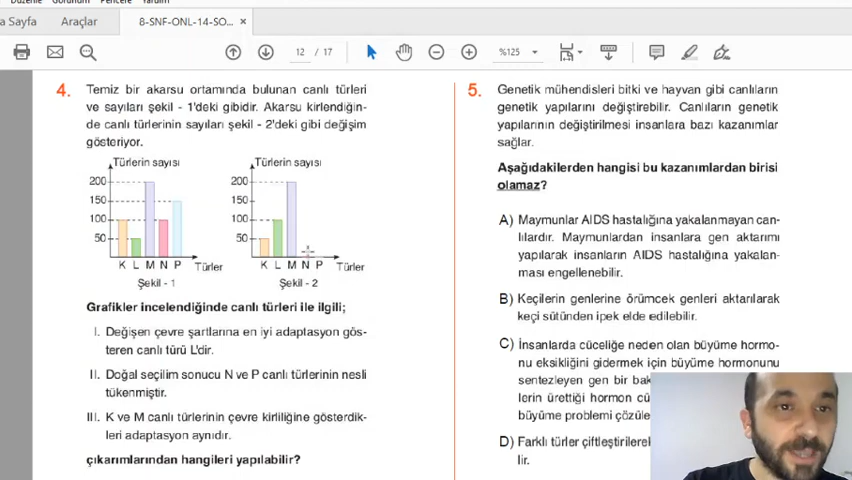 Düzenleme Görünüm Pencere Yardım
a Sayfa
Araçlar
8-SNF-ONL-14-SO... ×
12 / 17
%125
4. Temiz bir akarsu ortamında bulunan canlı türleri
ve sayıları şekil - 1'deki gibidir. Akarsu kirlendiğin-
de canlı türlerinin sayıları şekil - 2'deki gibi değişim
gösteriyor.
Türlerin sayısı
200
150
100
50
K L M N P Türler
Şekil - 1
Türlerin sayısı
200
150
100
50
K L M N P Türler
Şekil - 2
Grafikler incelendiğinde canlı türleri ile ilgili;
I. Değişen çevre şartlarına en iyi adaptasyon gös-
teren canlı türü L'dir.
II. Doğal seçilim sonucu N ve P canlı türlerinin nesli
tükenmiştir.
III. K ve M canlı türlerinin çevre kirliliğine gösterdik-
leri adaptasyon aynıdır.
çıkarımlarından hangileri yapılabilir?
5. Genetik mühendisleri bitki ve hayvan gibi canlıların
genetik yapılarını değiştirebilir. Canlıların genetik
yapılarının değiştirilmesi insanlara bazı kazanımlar
sağlar.
Aşağıdakilerden hangisi bu kazanımlardan birisi
olamaz?
A) Maymunlar AIDS hastalığına yakalanmayan can-
lılardır. Maymunlardan insanlara gen aktarımı
yapılarak insanların AIDS hastalığına yakalan-
ması engellenebilir.
B) Keçilerin genlerine örümcek genleri aktarılarak
keçi sütünden ipek elde edilebilir.
C) İnsanlarda cüceliğe neden olan büyüme hormo-
nu eksikliğini gidermek için büyüme hormonunu
sentezleyen gen bir bak
lerin ürettiği hormon cü
büyüme problemi çözüle
D) Farklı türler çiftleştirilerek
lir.